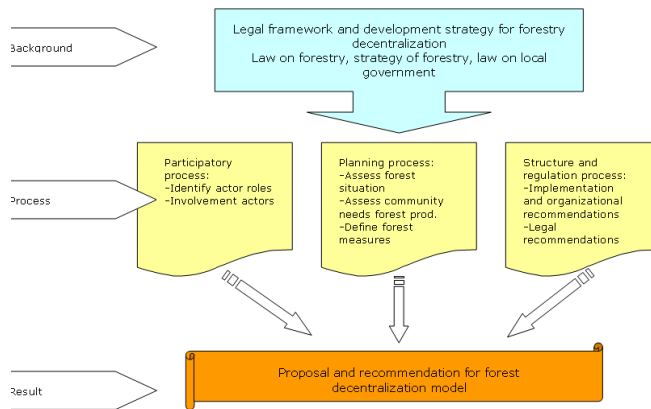 Background
Legal framework and development strategy for forestry
decentralization
Law on forestry, strategy of forestry, law on local
government
Process
Participatory
process:
-Identify actor roles
-Involvement actors
Planning process:
-Assess forest
situation
-Assess community
needs forest prod.
-Define forest
measures
Structure and
regulation process:
-Implementation
and organizational
recommendations
-Legal
recommendations
Result
Proposal and recommendation for forest
decentralization model